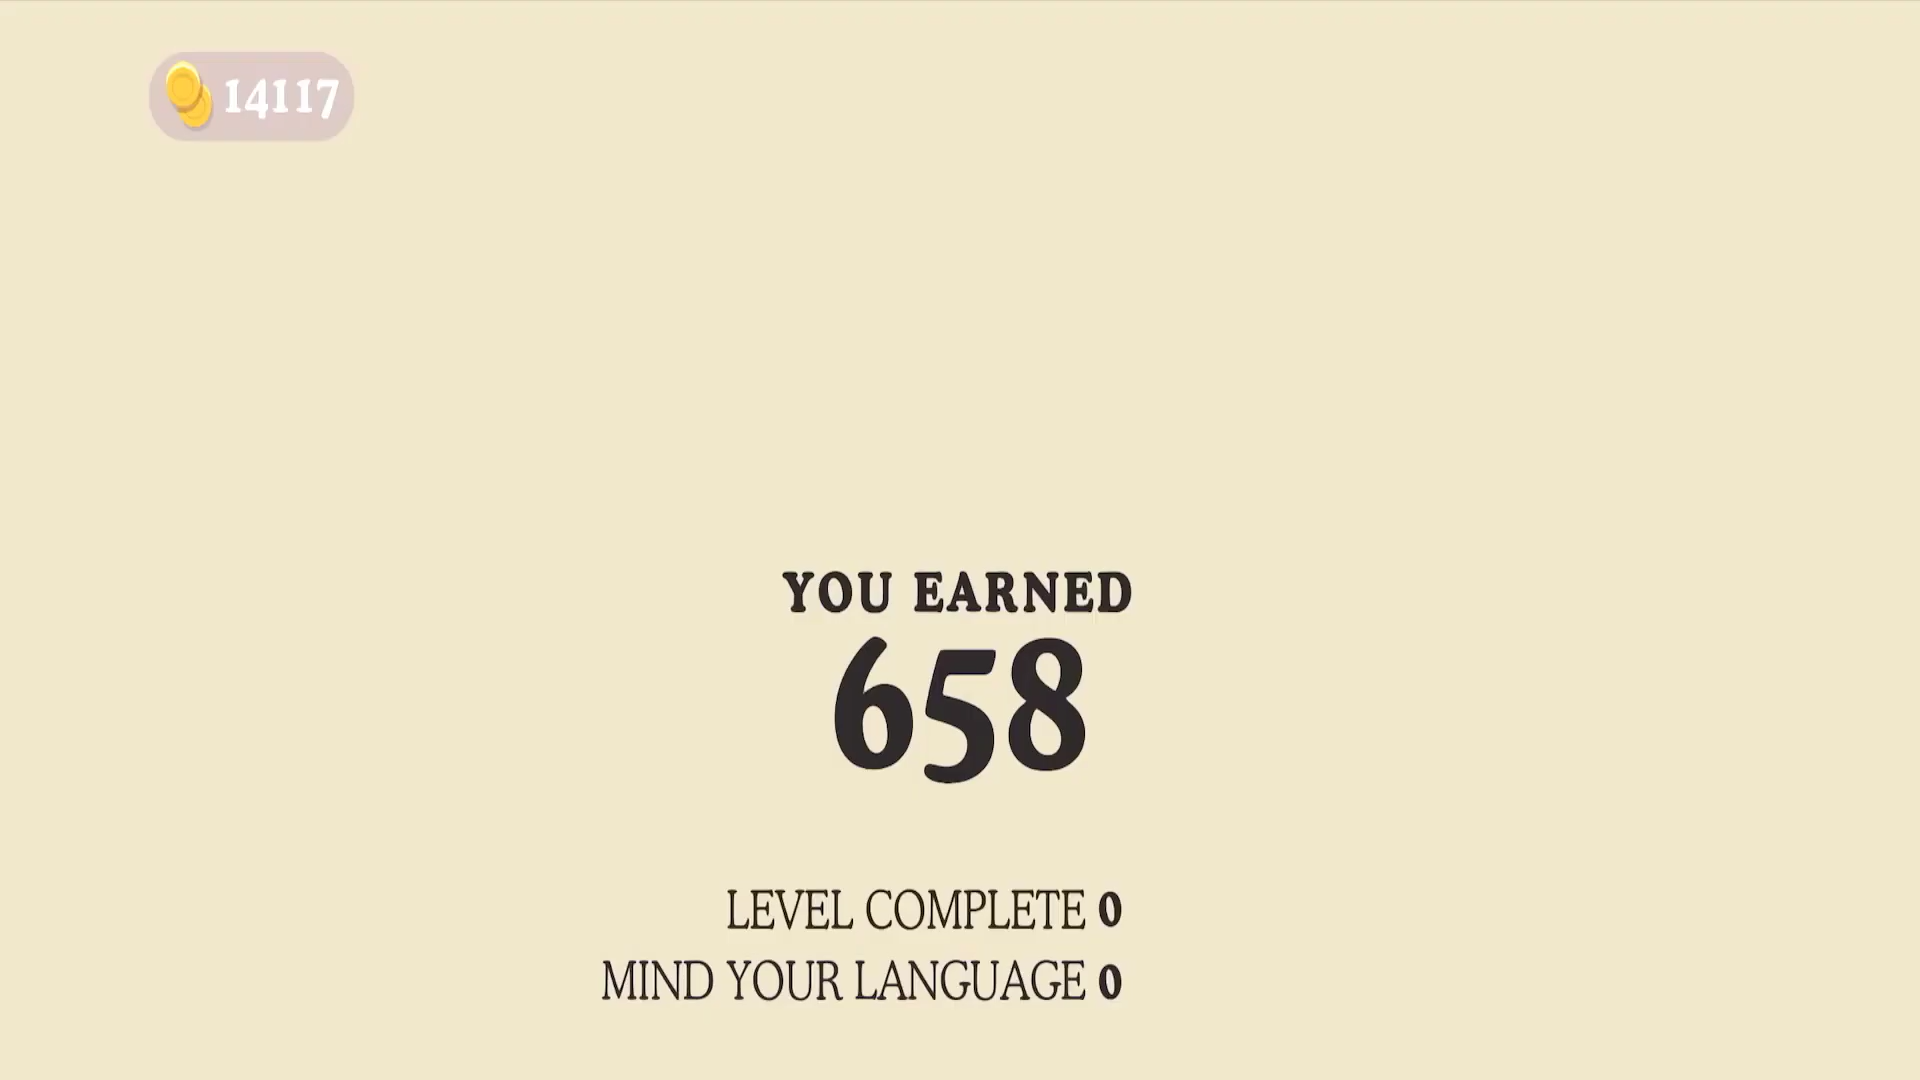 14117
YOU EARNED
658
LEVEL COMPLETE 0
MIND YOUR LANGUAGE 0